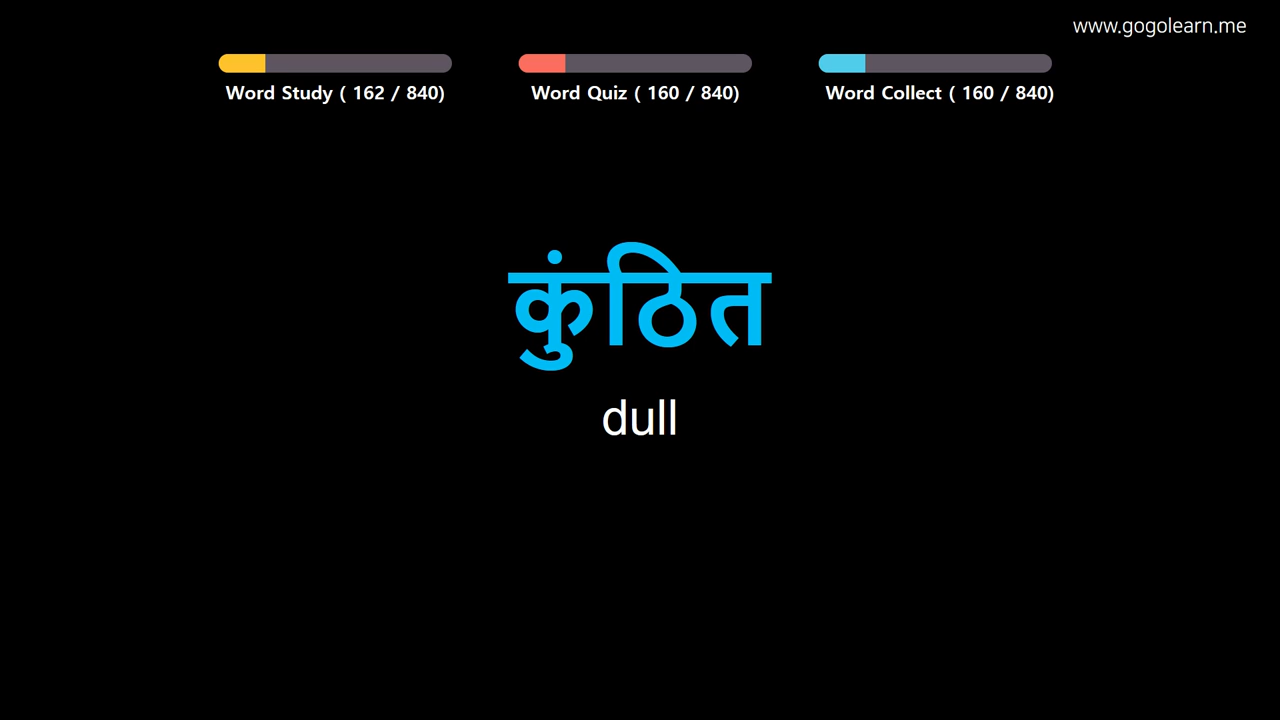 www.gogolearn.me
Word Study ( 162 / 840)
Word Quiz ( 160 / 840)
Word Collect ( 160 / 840)
कुंठित
dull